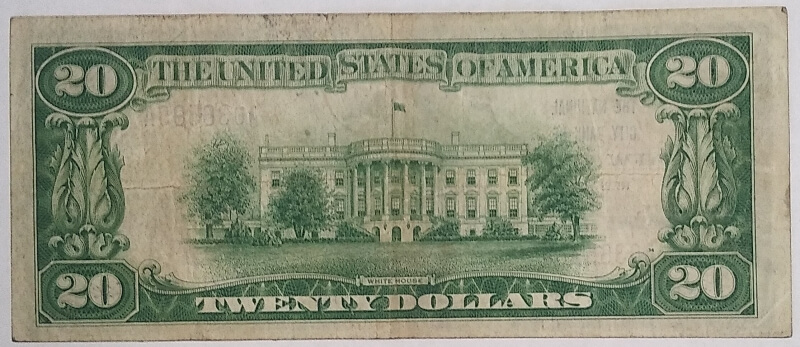 20 THE UNITED STATES OF AMERICA 20
WHITE HOUSE
20 TWENTY DOLLARS 20